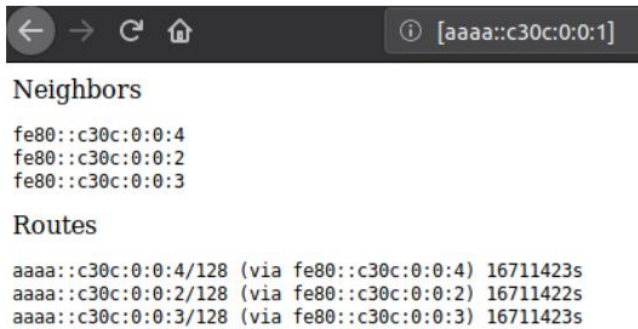 [aaaa::c30c:0:0:1]
Neighbors
fe80::c30c:0:0:4
fe80::c30c:0:0:2
fe80::c30c:0:0:3
Routes
aaaa::c30c:0:0:4/128 (via fe80::c30c:0:0:4) 16711423s
aaaa::c30c:0:0:2/128 (via fe80::c30c:0:0:2) 16711422s
aaaa::c30c:0:0:3/128 (via fe80::c30c:0:0:3) 16711423s